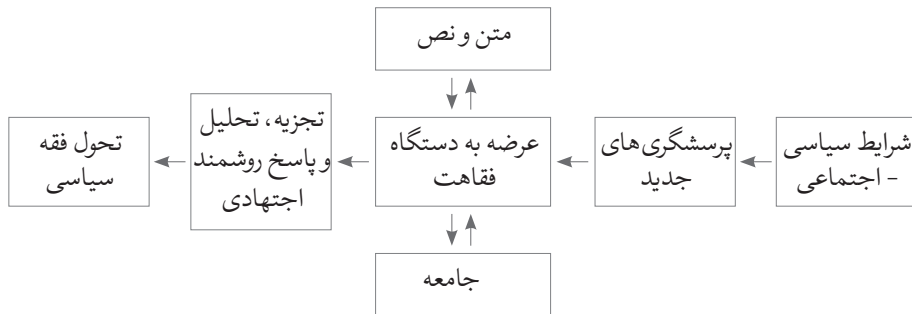 متن و نص
شرایط سیاسی
- اجتماعی
پرسشگری‌های
جدید
عرضه به دستگاه
فقاهت
تجزیه، تحلیل
و پاسخ روشمند
اجتهادی
تحول فقه
سیاسی
جامعه